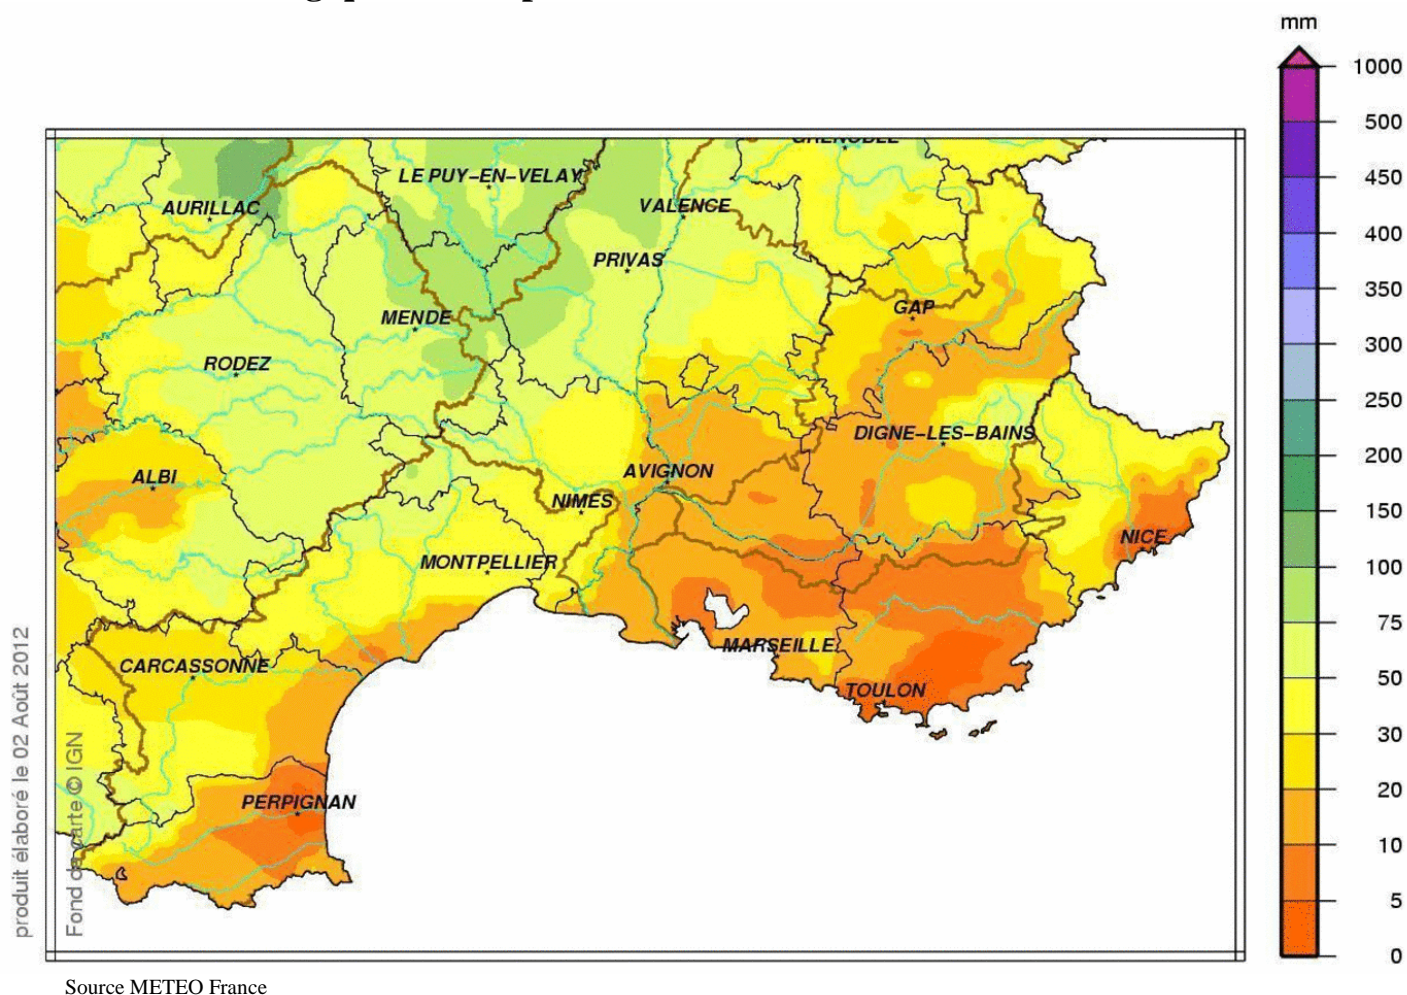 mm
1000
500
450
400
350
300
250
200
150
100
75
50
30
20
10
5
0
GRENOBLE
LE PUY-EN-VELAY
AURILLAC
VALENCE
PRIVAS
MENDE
GAP
RODEZ
DIGNE-LES-BAINS
ALBI
AVIGNON
NIMES
NICE
MONTPELLIER
MARSEILLE
CARCASSONNE
TOULON
PERPIGNAN
produit élaboré le 02 Août 2012
Fond de carte © IGN
Source METEO France